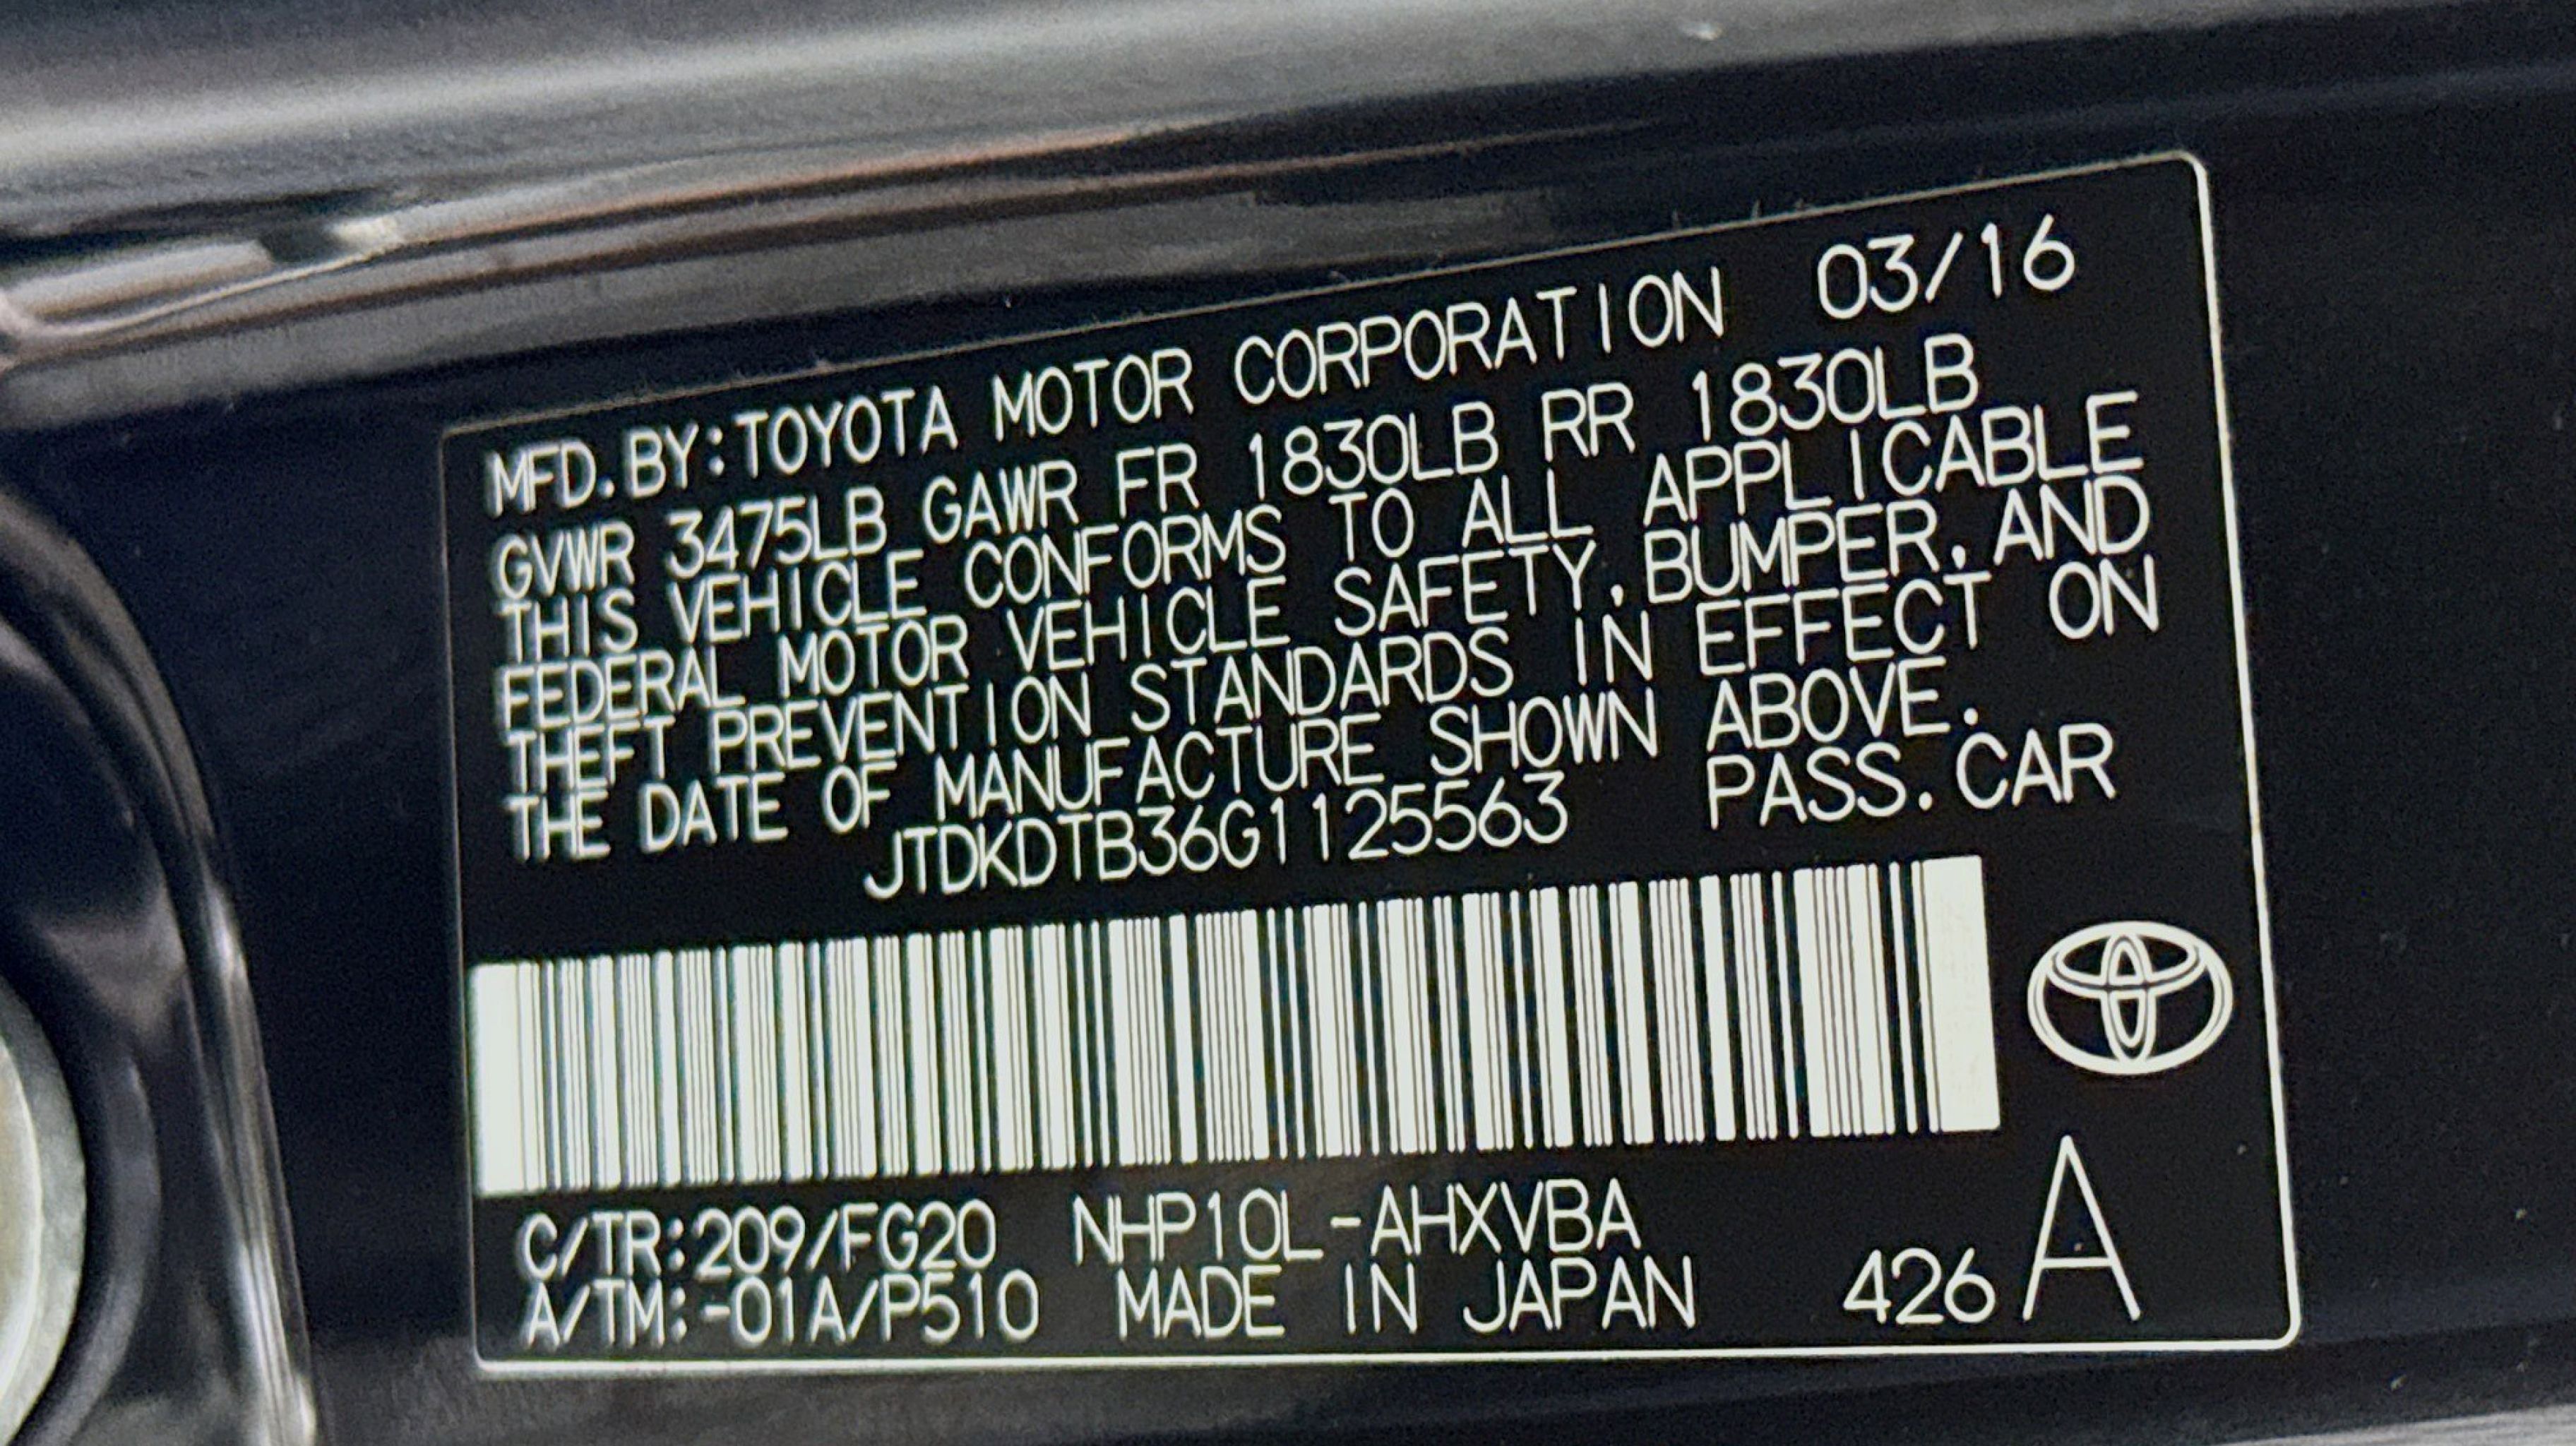 MFD.BY:TOYOTA MOTOR CORPORATION 03/16
GVWR 3475LB GAWR FR 1830LB RR 1830LB
THIS VEHICLE CONFORMS TO ALL APPLICABLE
FEDERAL MOTOR VEHICLE SAFETY,BUMPER,AND
THEFT PREVENTION STANDARDS IN EFFECT ON
THE DATE OF MANUFACTURE SHOWN ABOVE.
JTDKDTB36G1125563 PASS.CAR
C/TR:209/FG20 NHP10L-AHXVBA
A/TM:-01A/P510 MADE IN JAPAN 426 A